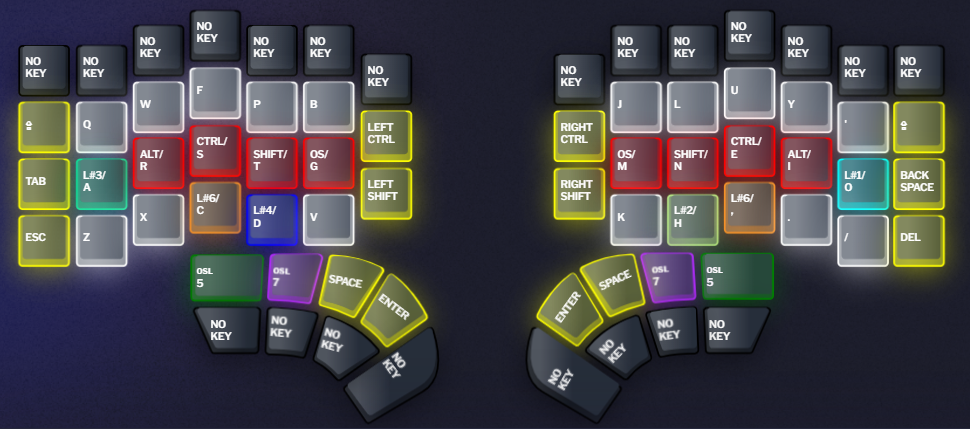 NO
KEY
NO
KEY
NO
KEY
NO
KEY
NO
KEY
NO
KEY
NO
KEY
NO
KEY
NO
KEY
NO
KEY
NO
KEY
NO
KEY
NO
KEY
NO
KEY
Q
W
F
P
B
LEFT
CTRL
RIGHT
CTRL
J
L
U
Y
'
TAB
L#3/
A
ALT/
R
CTRL/
S
SHIFT/
T
OS/
G
LEFT
SHIFT
RIGHT
SHIFT
OS/
M
SHIFT/
N
CTRL/
E
ALT/
I
L#1/
O
BACK
SPACE
ESC
Z
X
L#6/
C
L#4/
D
V
K
L#2/
H
L#6/
,
.
/
DEL
OSL
5
OSL
7
SPACE
ENTER
ENTER
SPACE
OSL
7
OSL
5
NO
KEY
NO
KEY
NO
KEY
NO
KEY
NO
KEY
NO
KEY
NO
KEY
NO
KEY